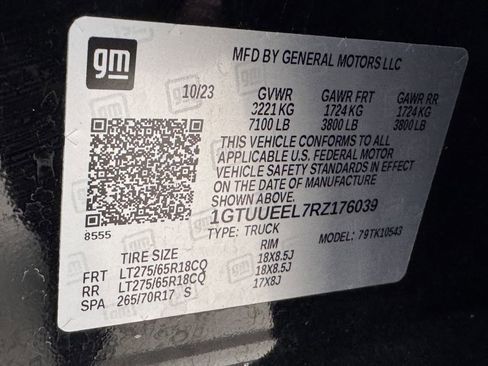 gm
MFD BY GENERAL MOTORS LLC
10/23 GVWR GAWR FRT GAWR RR
3221 KG 1724 KG 1724 KG
7100 LB 3800 LB 3800 LB
THIS VEHICLE CONFORMS TO ALL
APPLICABLE U.S. FEDERAL MOTOR
VEHICLE SAFETY STANDARDS IN EFFECT
ON THE DATE OF MANUFACTURE
SHOWN ABOVE.
1GTUUEEL7RZ176039
8555
TYPE: TRUCK MODEL: 79TK10543
TIRE SIZE RIM
FRT LT275/65R18CQ 18X8.5J
RR LT275/65R18CQ 18X8.5J
SPA 265/70R17 S 17X8J